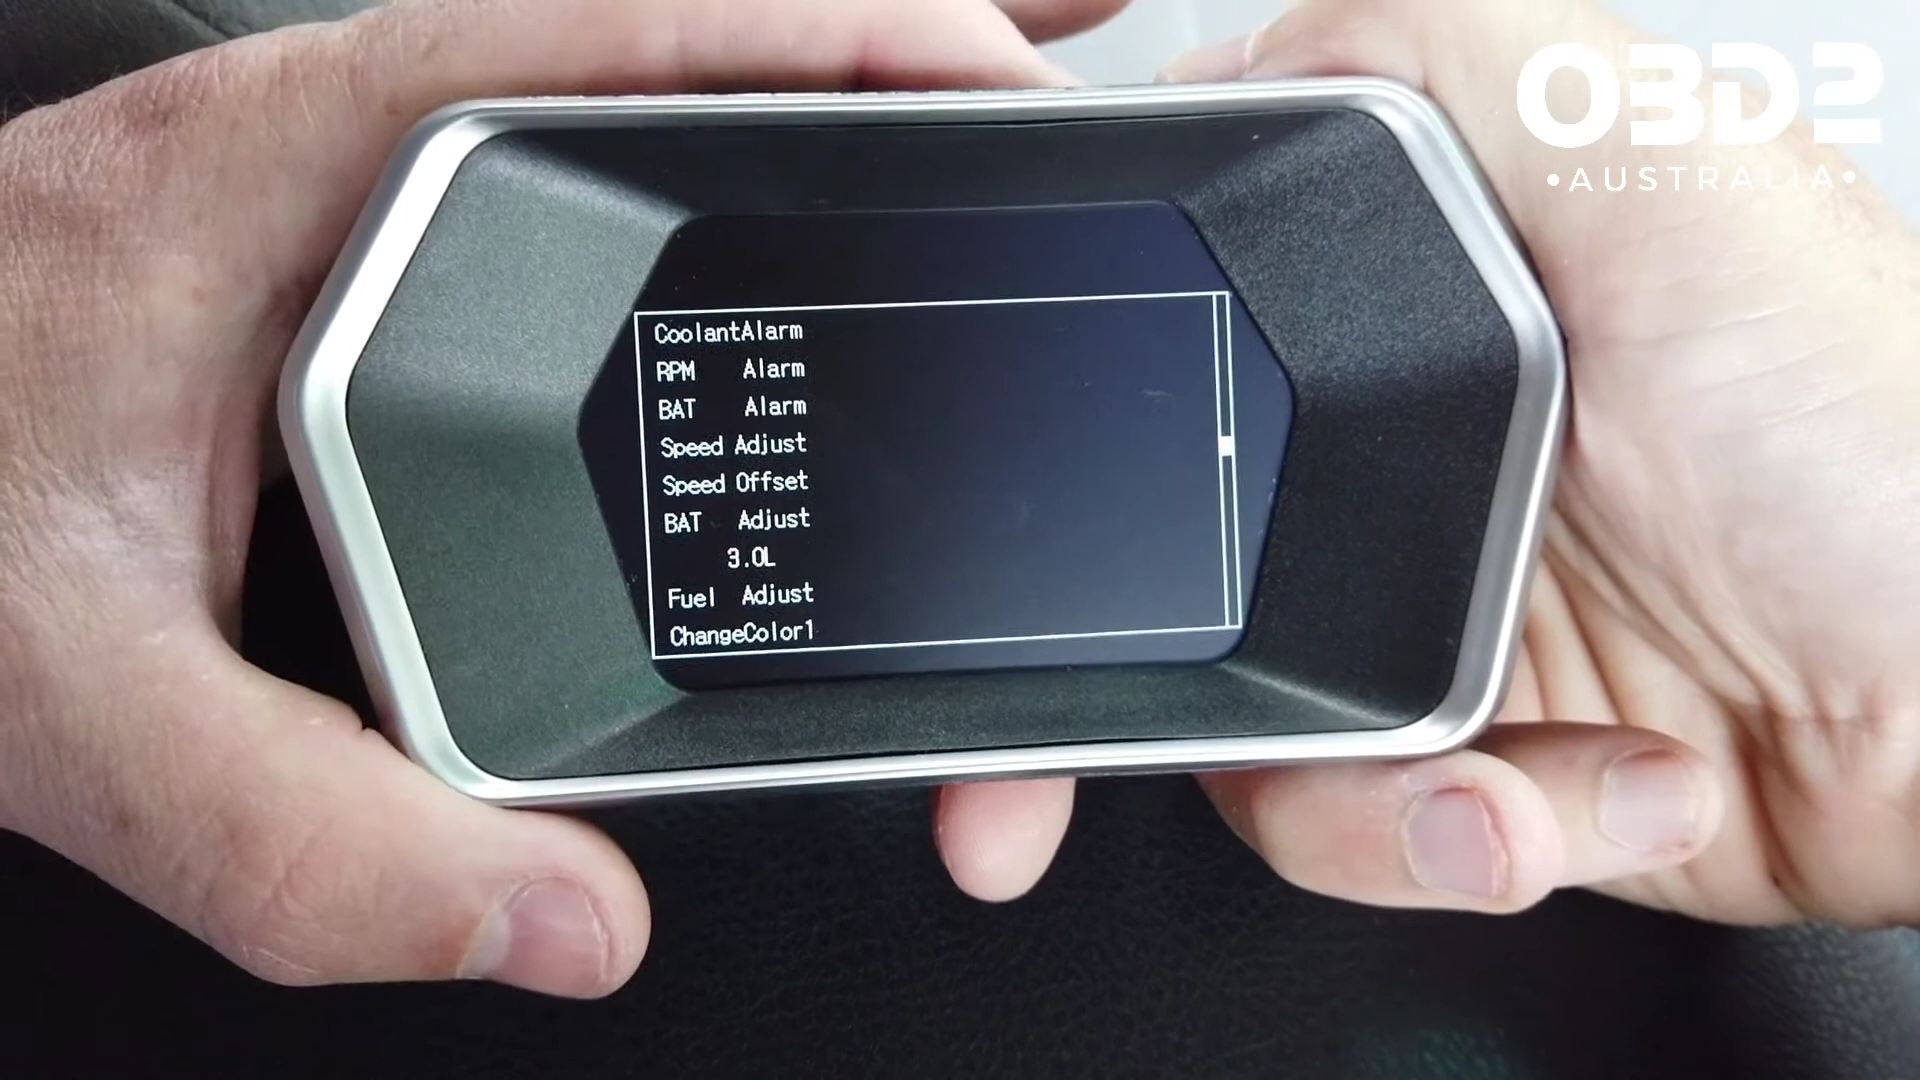 OBD2
•AUSTRALIA•
CoolantAlarm
RPM Alarm
BAT Alarm
Speed Adjust
Speed Offset
BAT Adjust
3.0L
Fuel Adjust
ChangeColor1